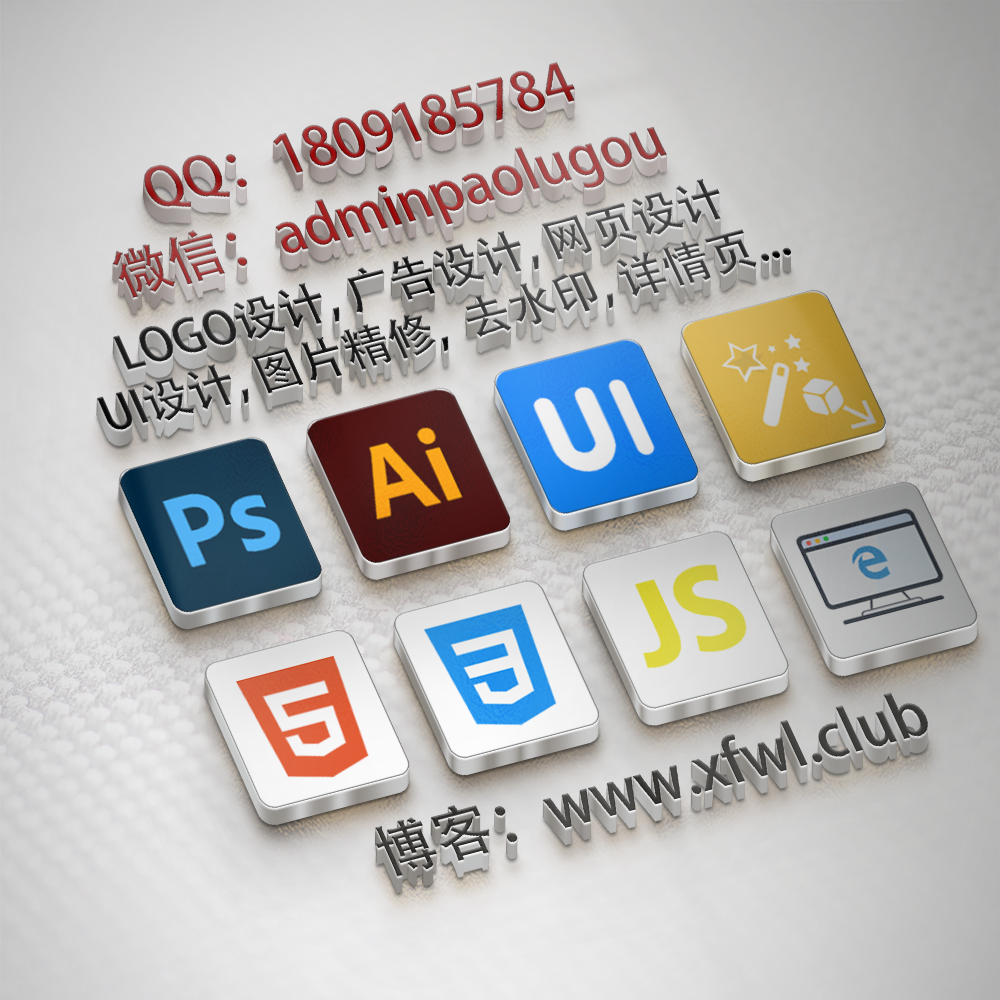 QQ：1809185784
微信：adminpaolugou
LOGO设计，广告设计，网页设计
UI设计，图片精修，去水印，详情页...
Ps Ai UI
5 3 JS e
博客：www.xfwl.club